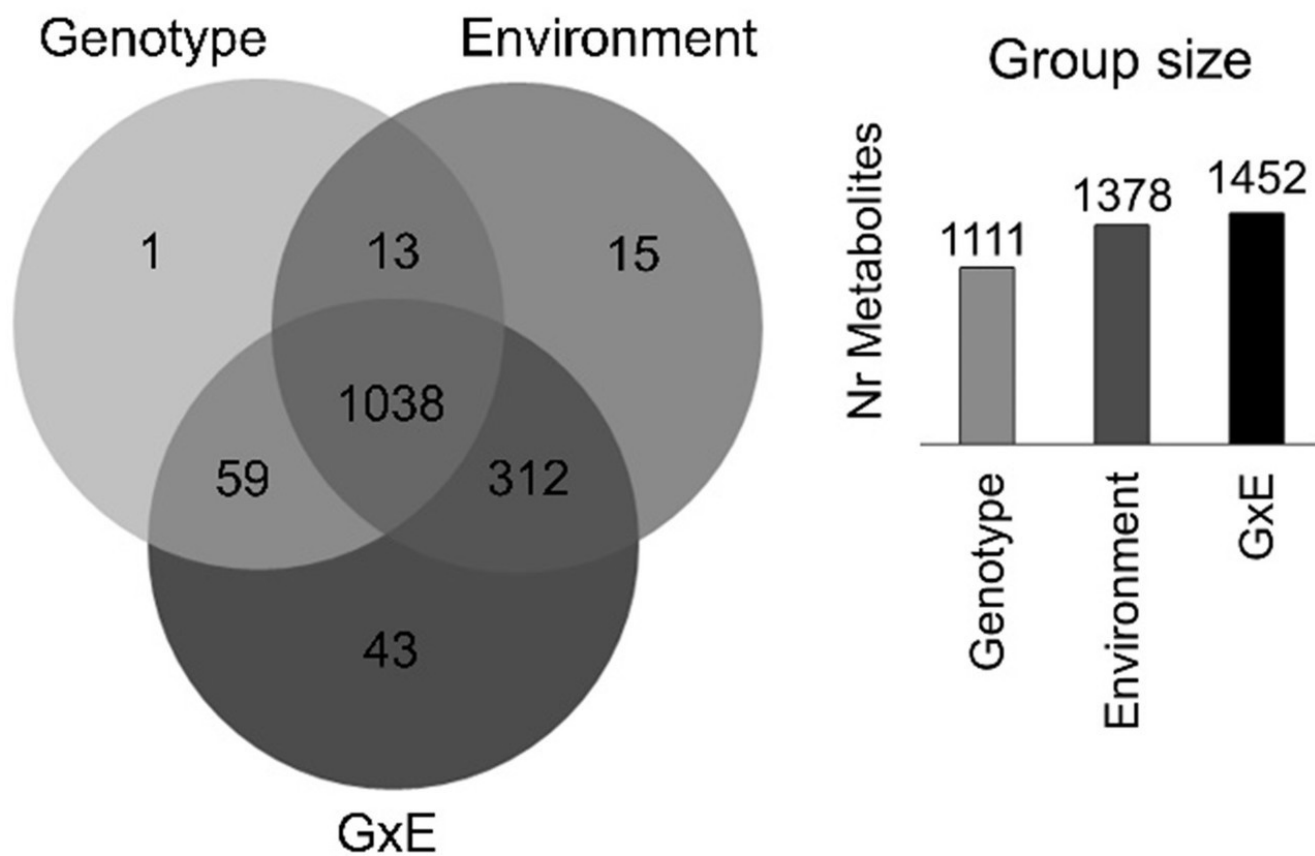 Genotype
Environment
1
13
15
1038
59
312
43
GxE
Group size
Nr Metabolites
1111
1378
1452
Genotype
Environment
GxE